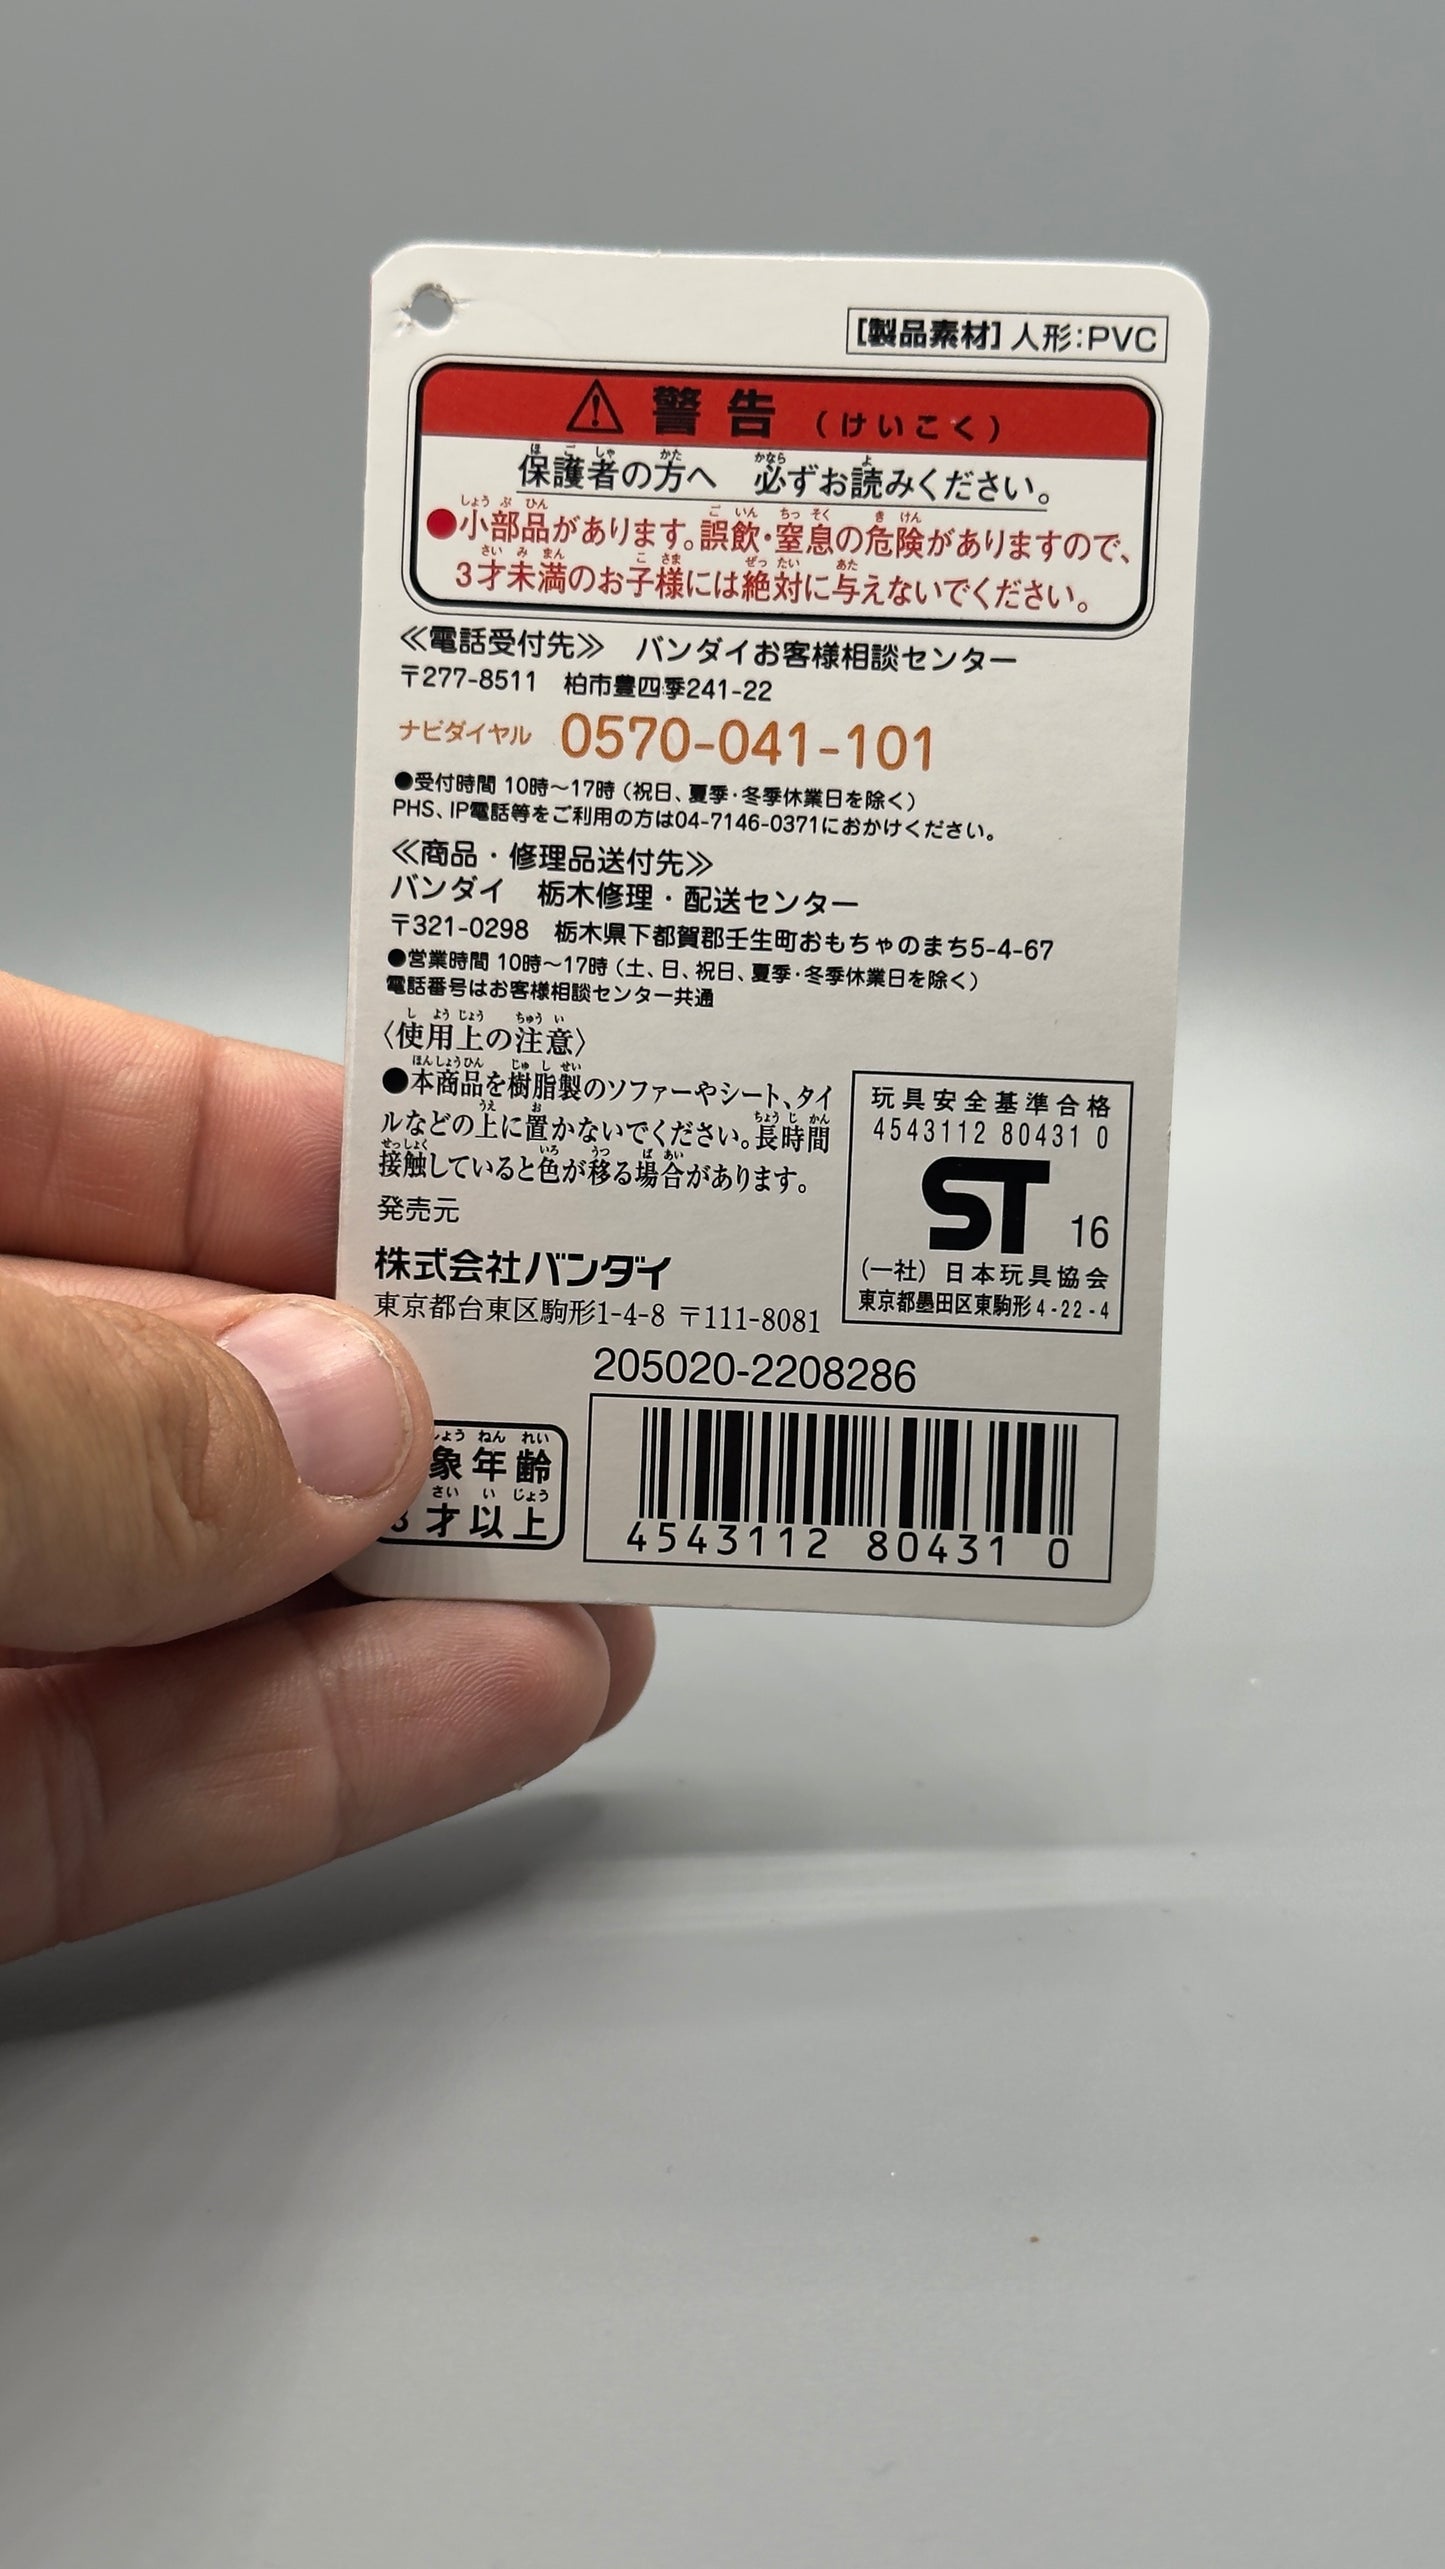 [製品素材]人形:PVC
警告 (けいこく)
保護者の方へ 必ずお読みください。
●小部品があります。誤飲・窒息の危険がありますので、
3才未満のお子様には絶対に与えないでください。
≪電話受付先≫ バンダイお客様相談センター
〒277-8511 柏市豊四季241-22
ナビダイヤル 0570-041-101
●受付時間 10時～17時(祝日、夏季・冬季休業日を除く)
PHS、IP電話等をご利用の方は04-7146-0371におかけください。
≪商品・修理品送付先≫
バンダイ 栃木修理・配送センター
〒321-0298 栃木県下都賀郡壬生町おもちゃのまち5-4-67
●営業時間 10時～17時(土、日、祝日、夏季・冬季休業日を除く)
電話番号はお客様相談センター共通
〈使用上の注意〉
●本商品を樹脂製のソファーやシート、タイ
ルなどの上に置かないでください。長時間
接触していると色が移る場合があります。
発売元
株式会社バンダイ
東京都台東区駒形1-4-8 〒111-8081
玩具安全基準合格
4543112 80431 0
ST 16
(一社)日本玩具協会
東京都墨田区東駒形4-22-4
205020-2208286
象年齢
3才以上
4543112 80431 0